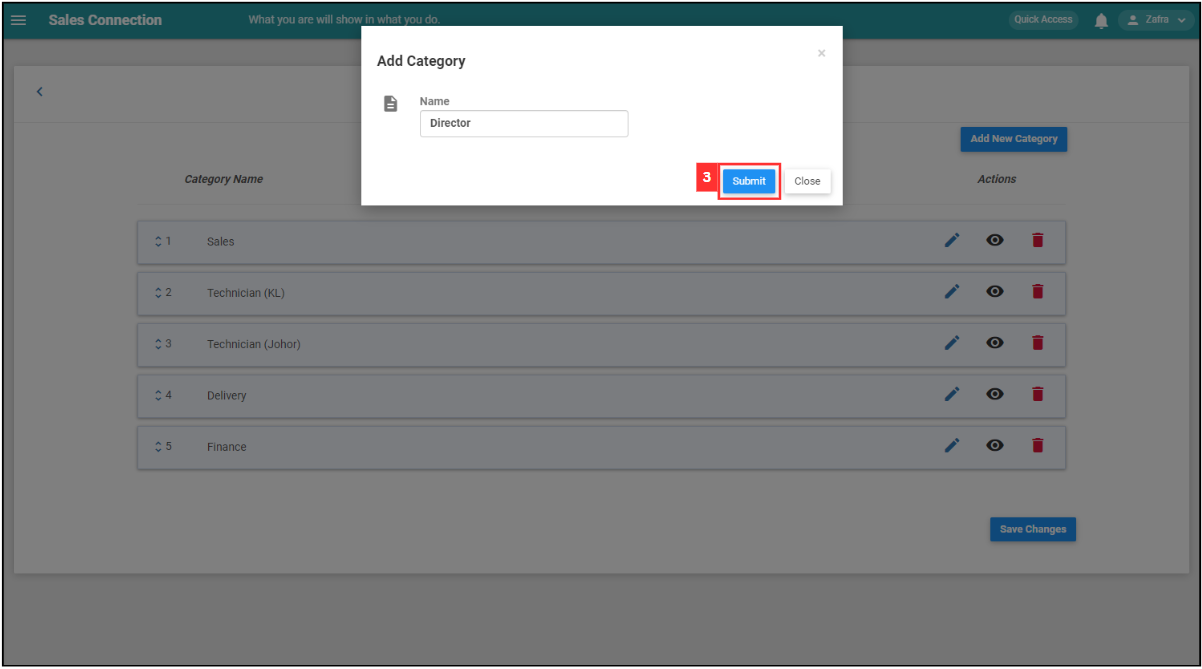 Sales Connection
What you are will show in what you do.
Quick Access
Zafra
Add Category
×
Name
Director
3
Submit
Close
Add New Category
Category Name
Actions
1 Sales
2 Technician (KL)
3 Technician (Johor)
4 Delivery
5 Finance
Save Changes